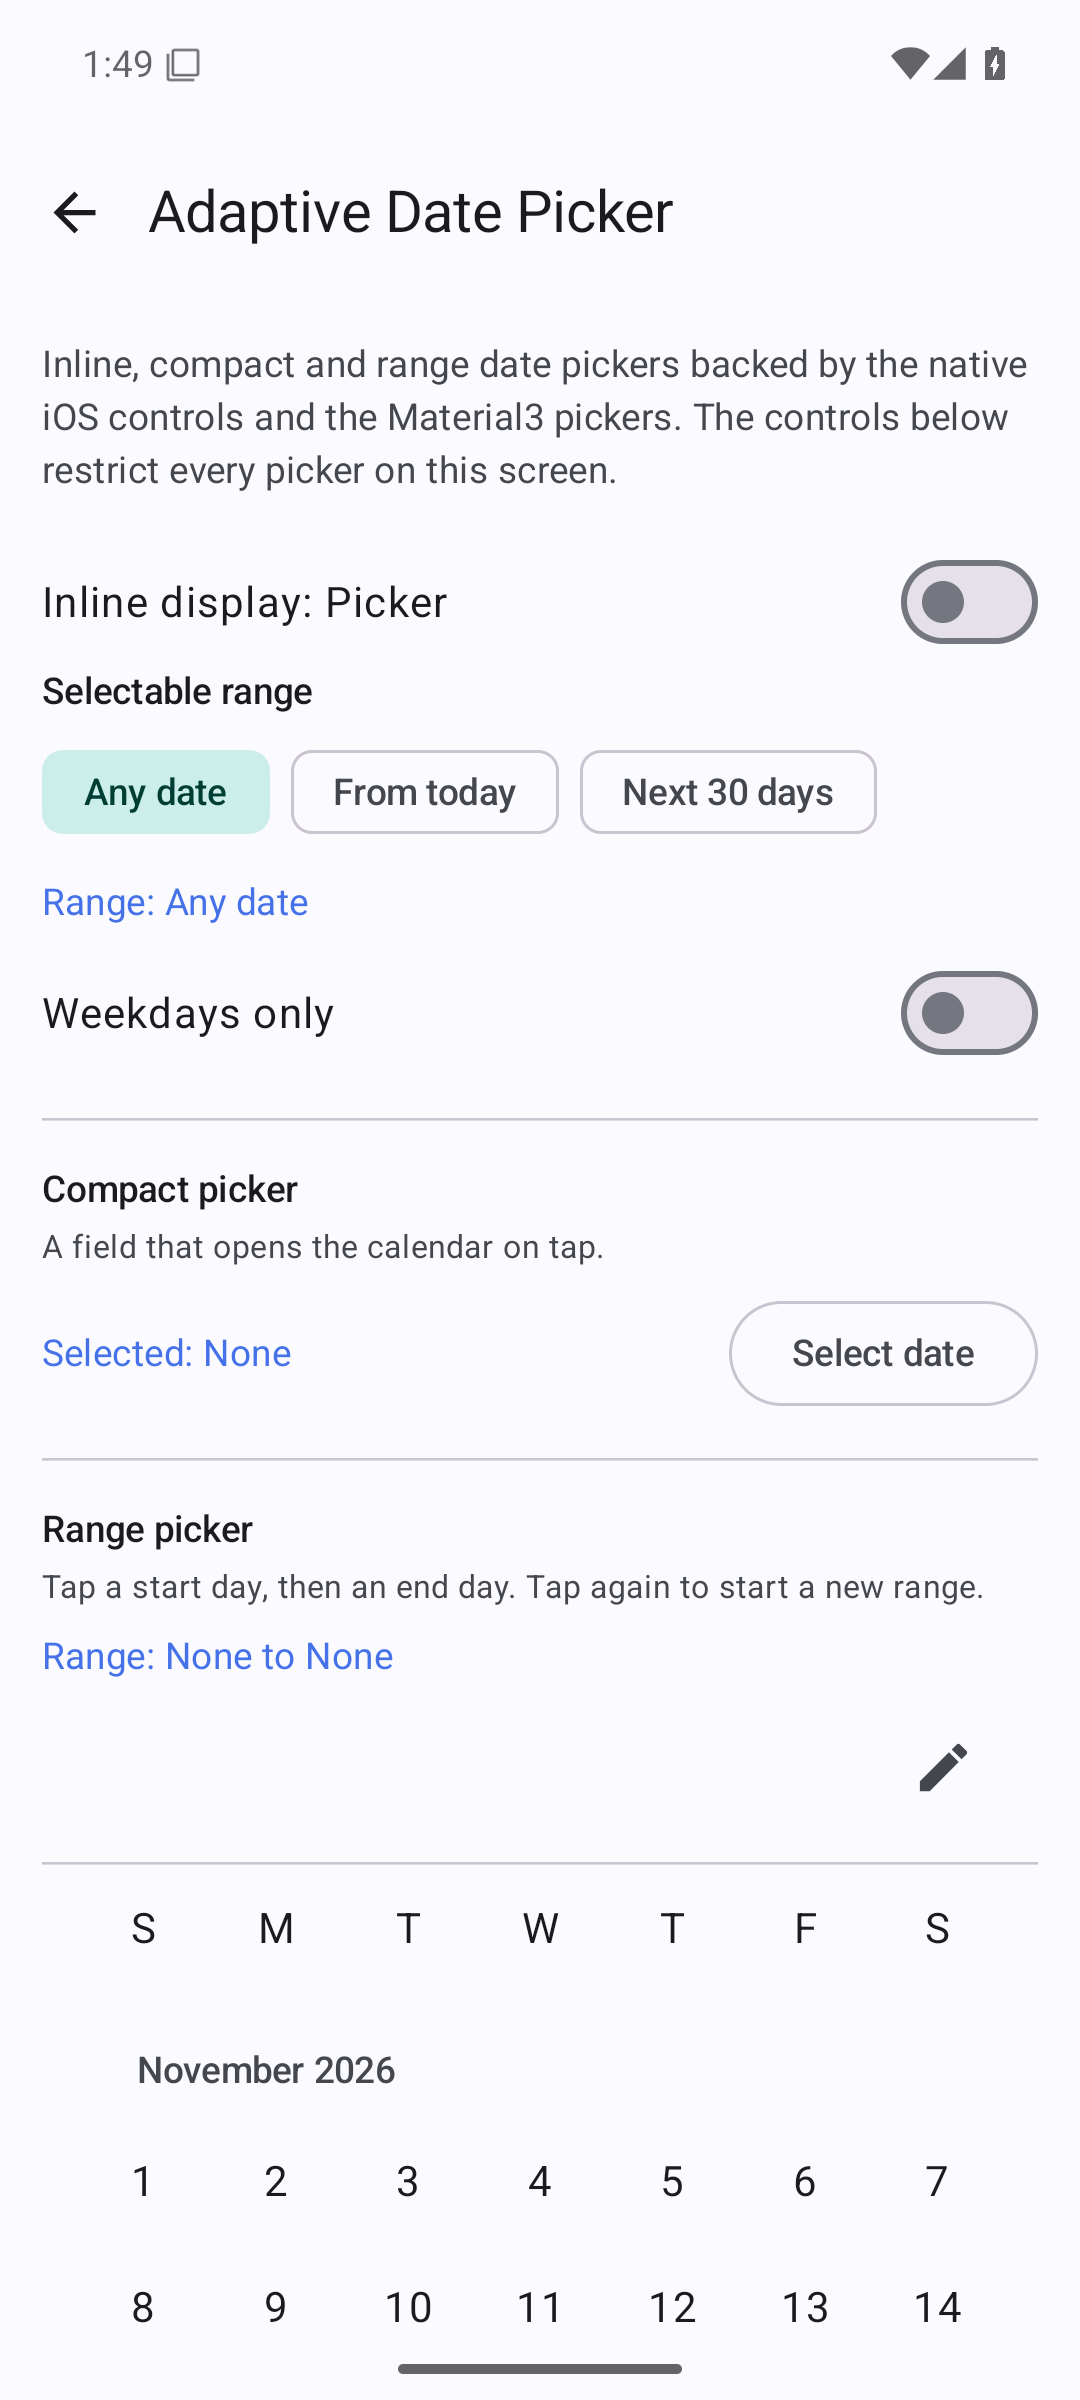 1:49
Adaptive Date Picker
Inline, compact and range date pickers backed by the native
iOS controls and the Material3 pickers. The controls below
restrict every picker on this screen.
Inline display: Picker
Selectable range
Any date From today Next 30 days
Range: Any date
Weekdays only
Compact picker
A field that opens the calendar on tap.
Selected: None Select date
Range picker
Tap a start day, then an end day. Tap again to start a new range.
Range: None to None
S M T W T F S
November 2026
1 2 3 4 5 6 7
8 9 10 11 12 13 14